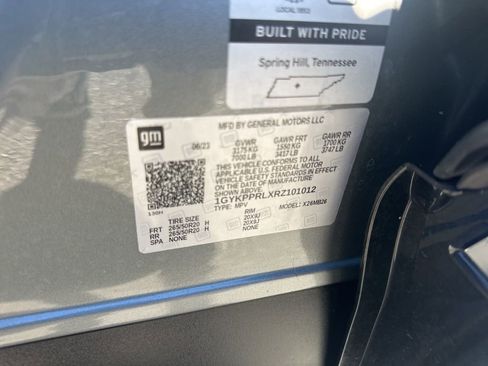 LOCAL 1853
BUILT WITH PRIDE
Spring Hill, Tennessee
gm
MFD BY GENERAL MOTORS LLC
06/23 GVWR GAWR FRT GAWR RR
3175 KG 1550 KG 1700 KG
7000 LB 3417 LB 3747 LB
THIS VEHICLE CONFORMS TO ALL
APPLICABLE U.S. FEDERAL MOTOR
VEHICLE SAFETY STANDARDS IN EFFECT
ON THE DATE OF MANUFACTURE
SHOWN ABOVE.
1GYKPPRLXRZ101012
TYPE: MPV MODEL: X26MB26
TIRE SIZE RIM
FRT 265/50R20 H 20X8J
RR 265/50R20 H 20X8J
SPA NONE NONE